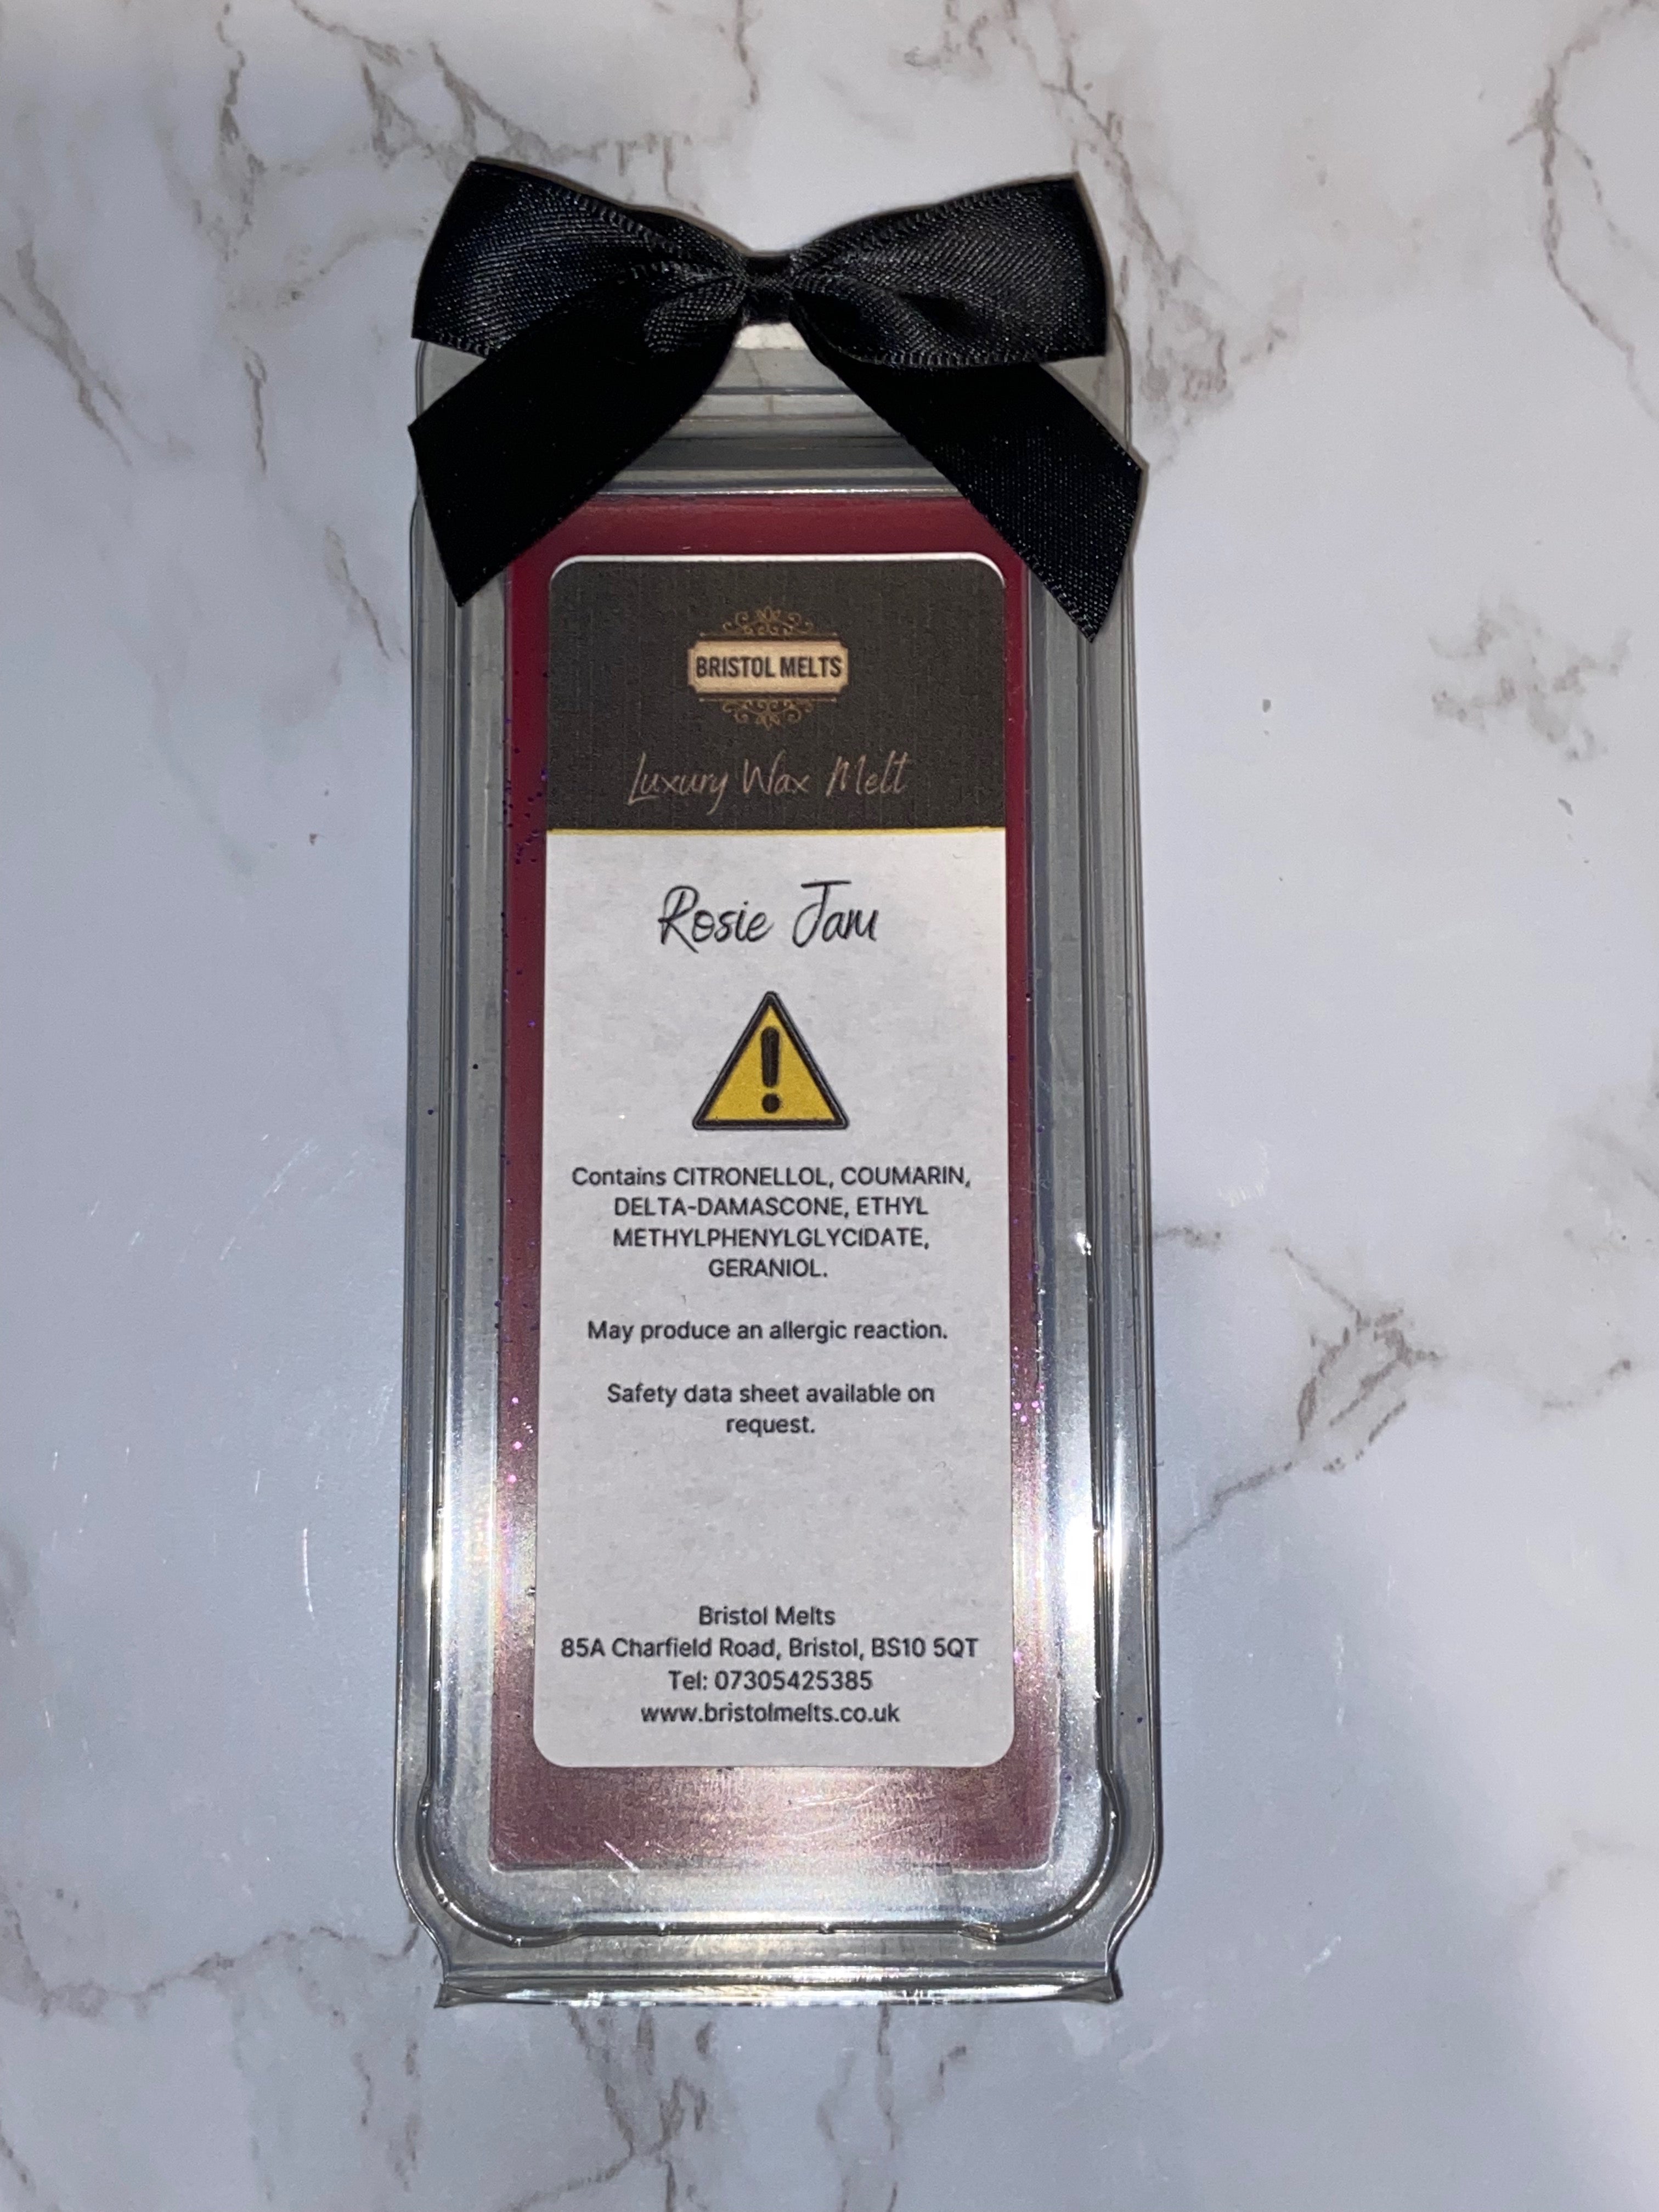 BRISTOL MELTS
Luxury Wax Melt
Rosie Jam
Contains CITRONELLOL, COUMARIN,
DELTA-DAMASCONE, ETHYL
METHYLPHENYLGLYCIDATE,
GERANIOL.
May produce an allergic reaction.
Safety data sheet available on
request.
Bristol Melts
85A Charfield Road, Bristol, BS10 5QT
Tel: 07305425385
www.bristolmelts.co.uk